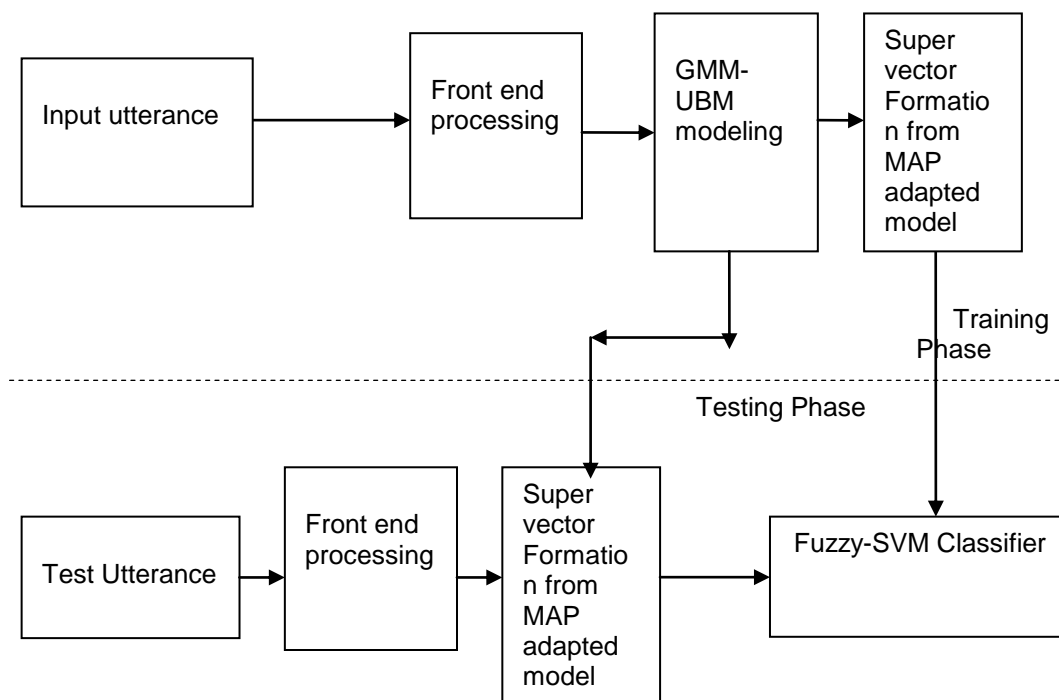 Input utterance
Front end
processing
GMM-
UBM
modeling
Super
vector
Formatio
n from
MAP
adapted
model
Training
Phase
Testing Phase
Test Utterance
Front end
processing
Super
vector
Formatio
n from
MAP
adapted
model
Fuzzy-SVM Classifier